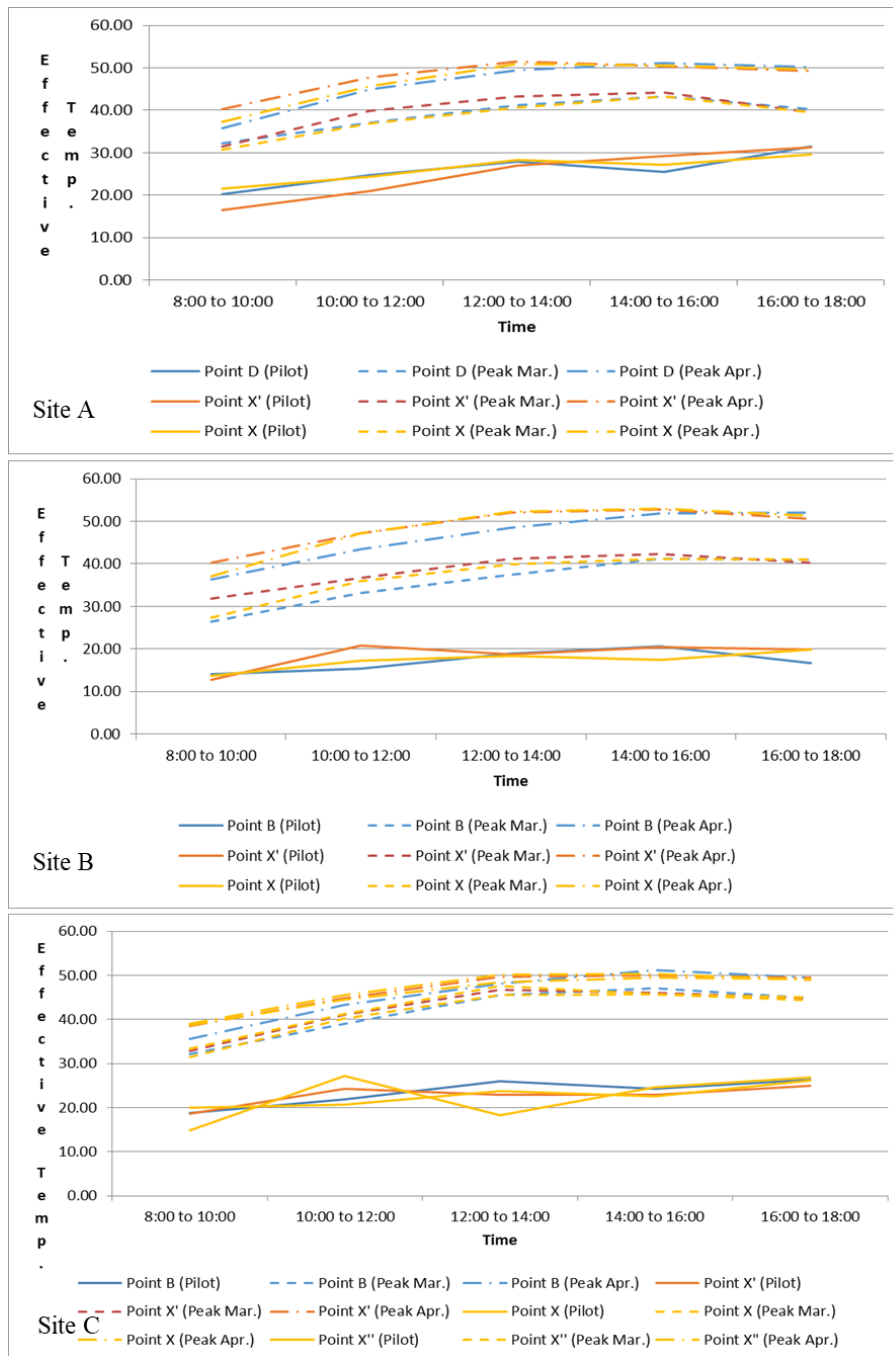 60.00
50.00
40.00
30.00
20.00
10.00
0.00
Effective Temp.
8:00 to 10:00 10:00 to 12:00 12:00 to 14:00 14:00 to 16:00 16:00 to 18:00
Time
Point D (Pilot) Point D (Peak Mar.) Point D (Peak Apr.)
Point X' (Pilot) Point X' (Peak Mar.) Point X' (Peak Apr.)
Point X (Pilot) Point X (Peak Mar.) Point X (Peak Apr.)
Site A
60.00
50.00
40.00
30.00
20.00
10.00
0.00
Effective Temp.
8:00 to 10:00 10:00 to 12:00 12:00 to 14:00 14:00 to 16:00 16:00 to 18:00
Time
Point B (Pilot) Point B (Peak Mar.) Point B (Peak Apr.)
Point X' (Pilot) Point X' (Peak Mar.) Point X' (Peak Apr.)
Point X (Pilot) Point X (Peak Mar.) Point X (Peak Apr.)
Site B
60.00
50.00
40.00
30.00
20.00
10.00
0.00
Effective Temp.
8:00 to 10:00 10:00 to 12:00 12:00 to 14:00 14:00 to 16:00 16:00 to 18:00
Time
Point B (Pilot) Point B (Peak Mar.) Point B (Peak Apr.) Point X' (Pilot)
Point X' (Peak Mar.) Point X' (Peak Apr.) Point X (Pilot) Point X (Peak Mar.)
Point X (Peak Apr.) Point X'' (Pilot) Point X'' (Peak Mar.) Point X'' (Peak Apr.)
Site C